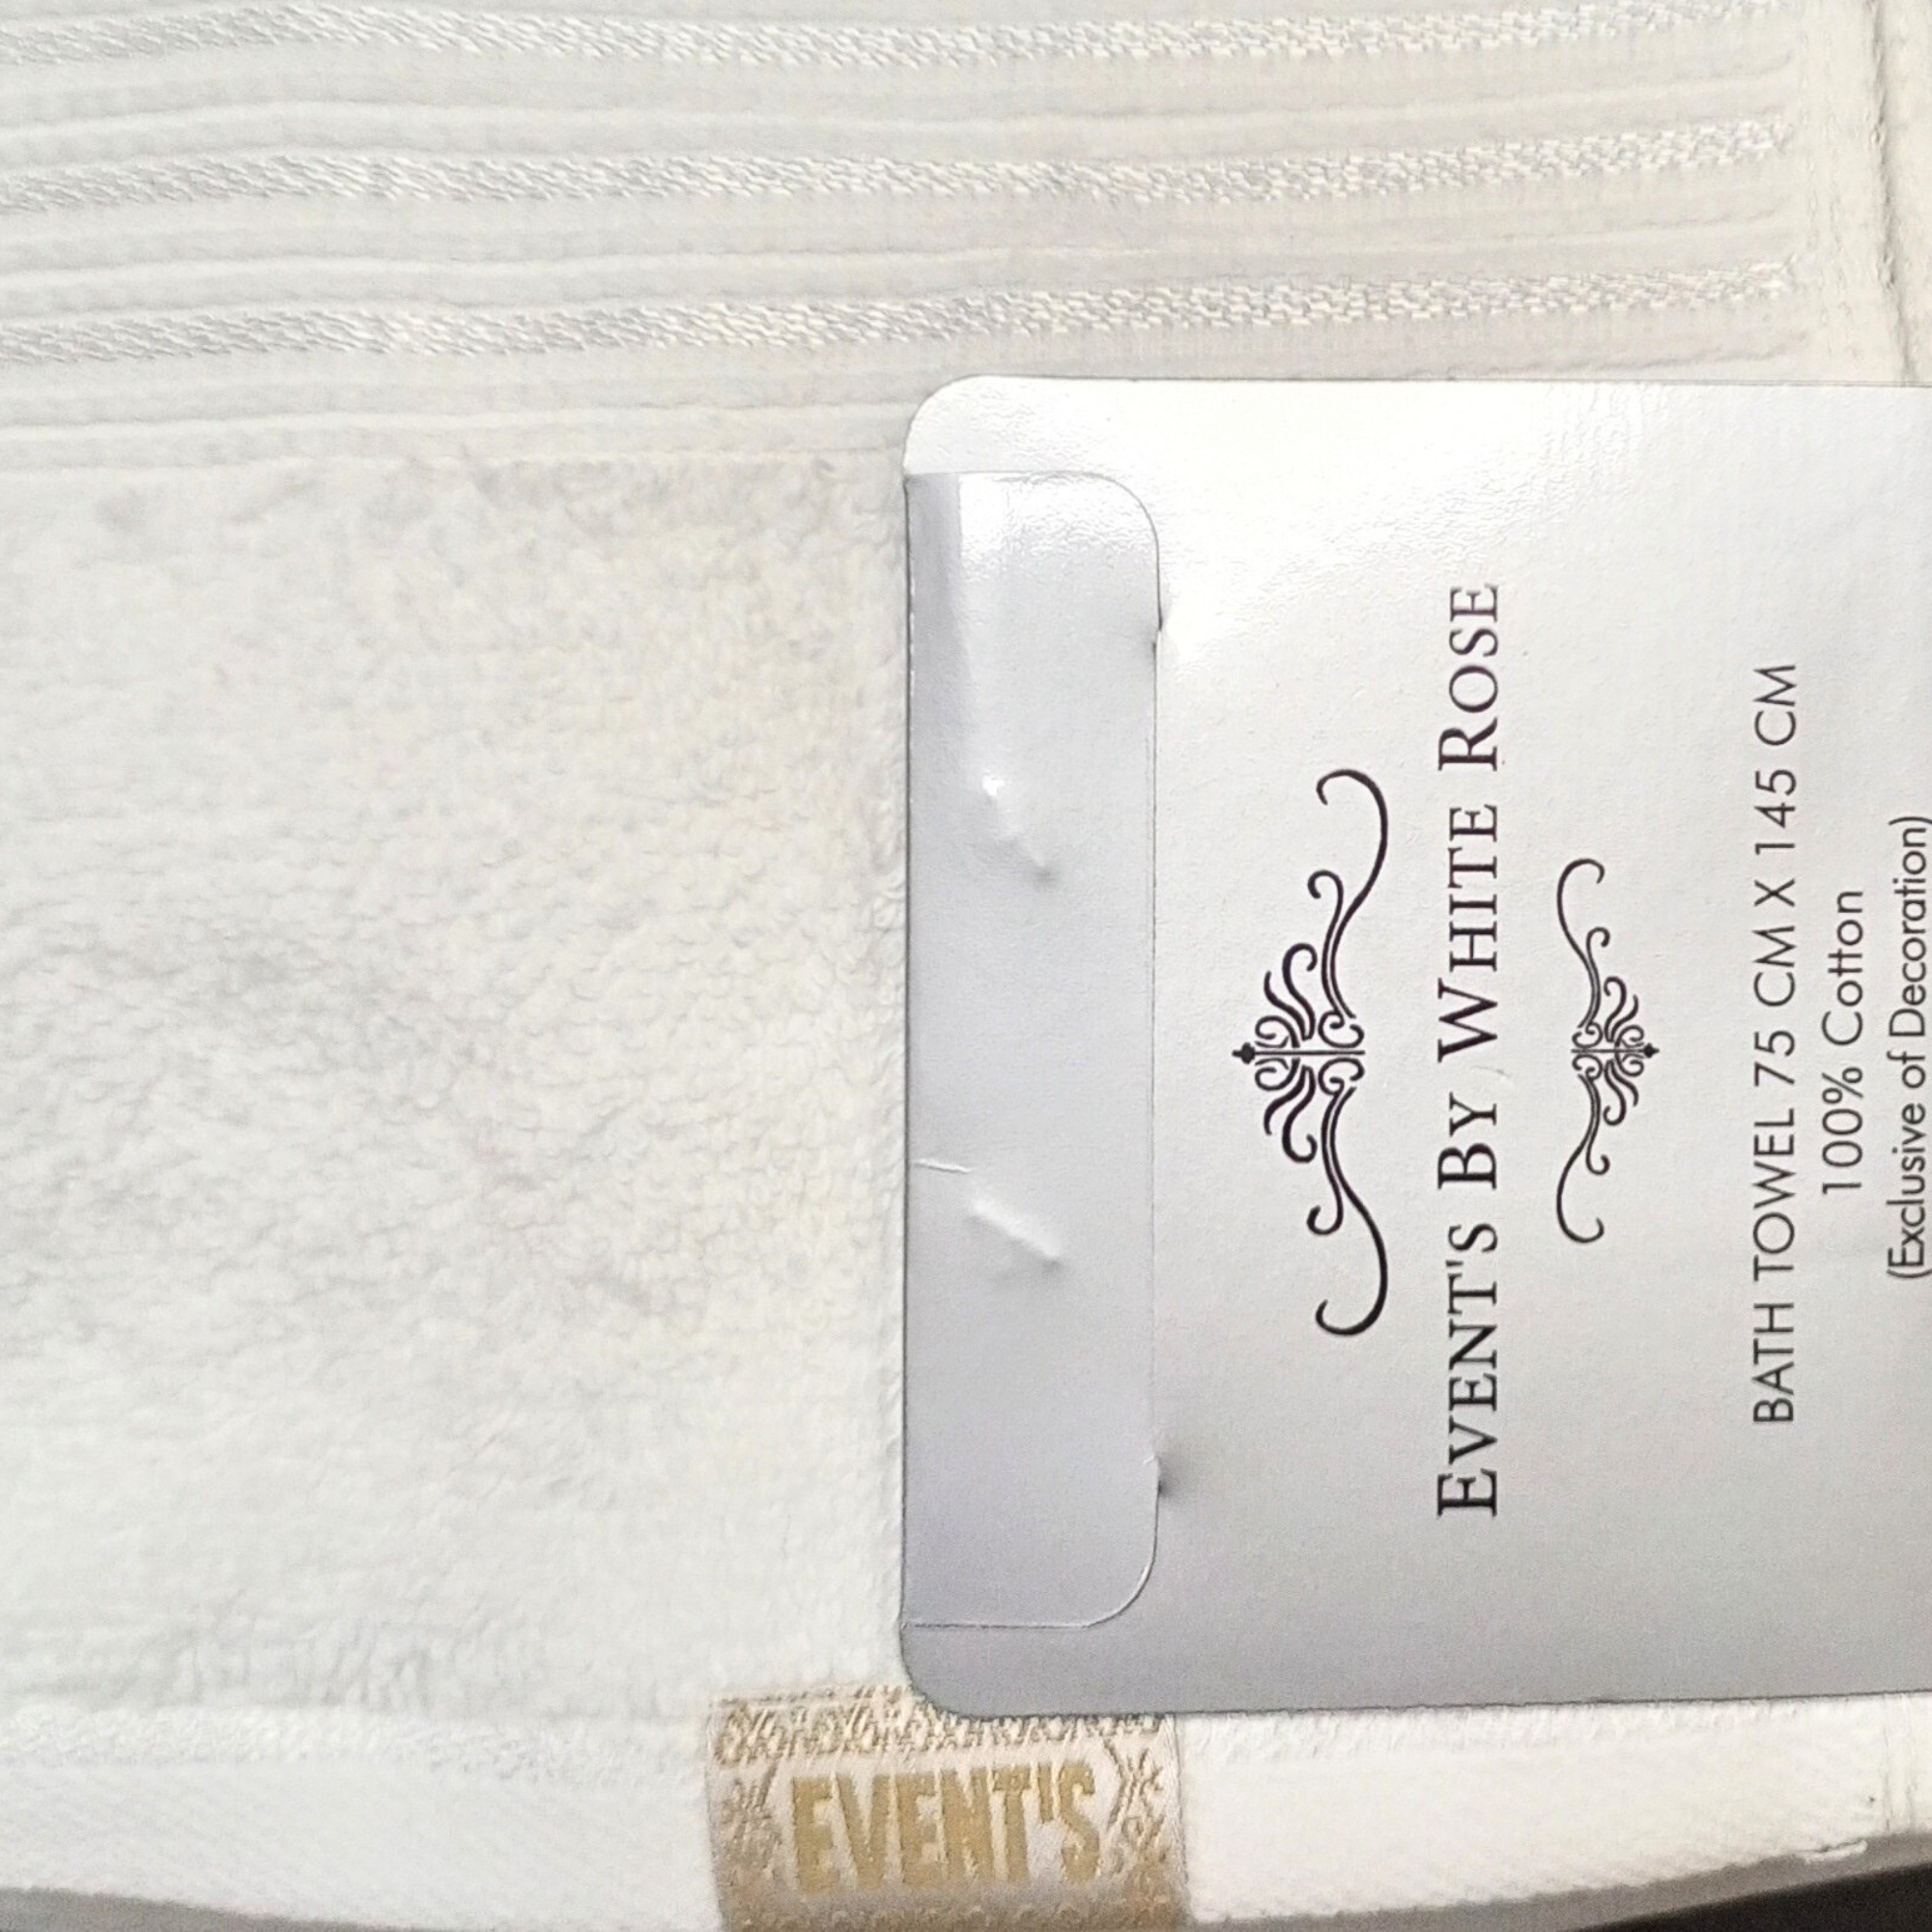 EVENT'S BY WHITE ROSE
BATH TOWEL 75 CM X 145 CM
100% Cotton
(Exclusive of Decoration)
EVENT'S